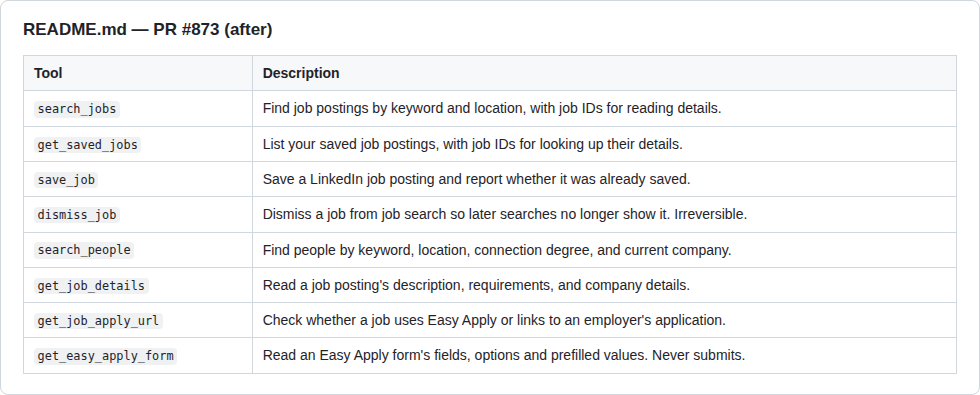 README.md — PR #873 (after)
Tool Description
search_jobs Find job postings by keyword and location, with job IDs for reading details.
get_saved_jobs List your saved job postings, with job IDs for looking up their details.
save_job Save a LinkedIn job posting and report whether it was already saved.
dismiss_job Dismiss a job from job search so later searches no longer show it. Irreversible.
search_people Find people by keyword, location, connection degree, and current company.
get_job_details Read a job posting's description, requirements, and company details.
get_job_apply_url Check whether a job uses Easy Apply or links to an employer's application.
get_easy_apply_form Read an Easy Apply form's fields, options and prefilled values. Never submits.